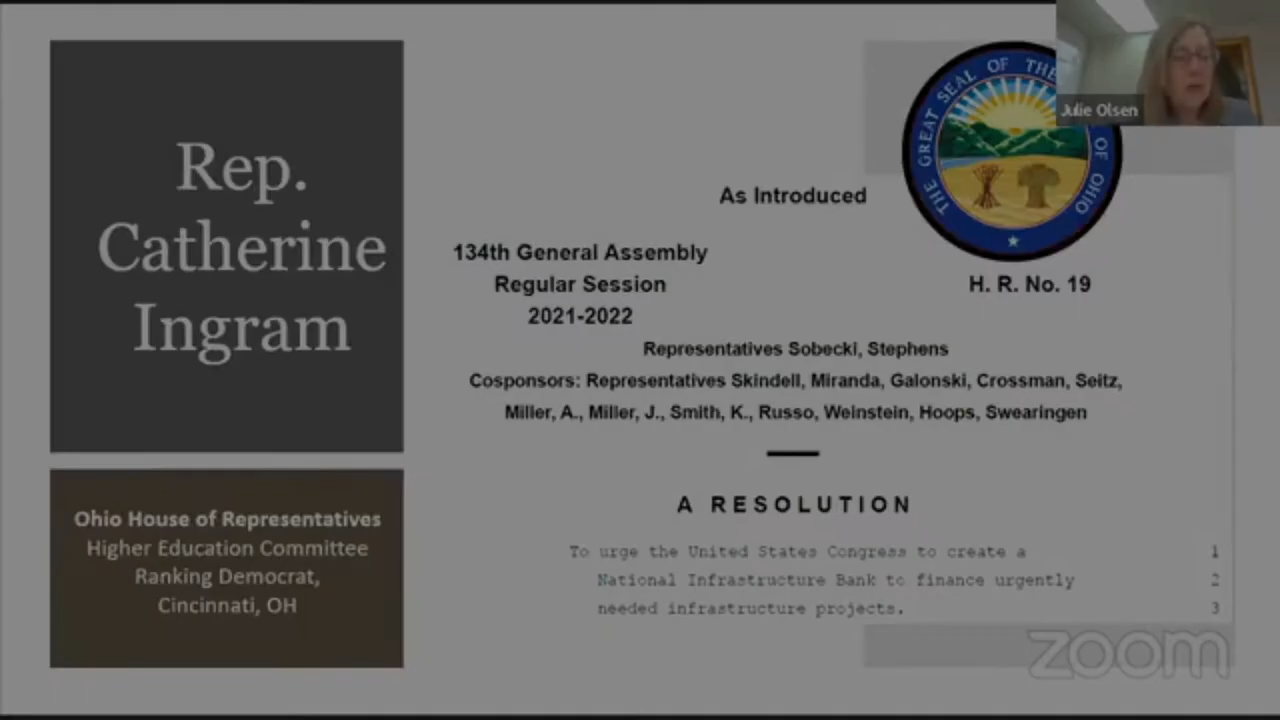 Rep.
Catherine
Ingram
Ohio House of Representatives
Higher Education Committee
Ranking Democrat,
Cincinnati, OH
THE GREAT SEAL OF THE OF OHIO
Julie Olsen
As Introduced
134th General Assembly
Regular Session
2021-2022
H. R. No. 19
Representatives Sobecki, Stephens
Cosponsors: Representatives Skindell, Miranda, Galonski, Crossman, Seitz,
Miller, A., Miller, J., Smith, K., Russo, Weinstein, Hoops, Swearingen
A RESOLUTION
To urge the United States Congress to create a 1
National Infrastructure Bank to finance urgently 2
needed infrastructure projects. 3
zoom